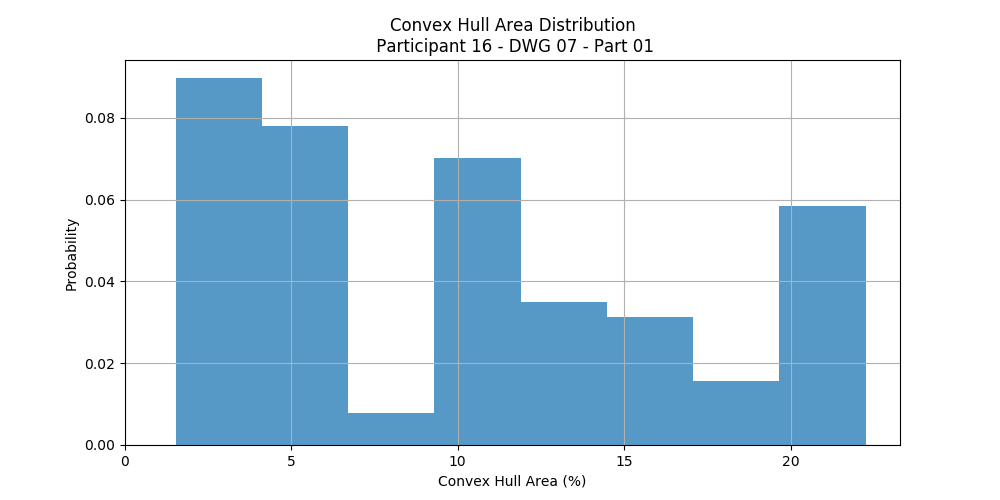 Convex Hull Area Distribution
Participant 16 - DWG 07 - Part 01
0.08
0.06
0.04
0.02
0.00
Probability
0
5
10
15
20
Convex Hull Area (%)